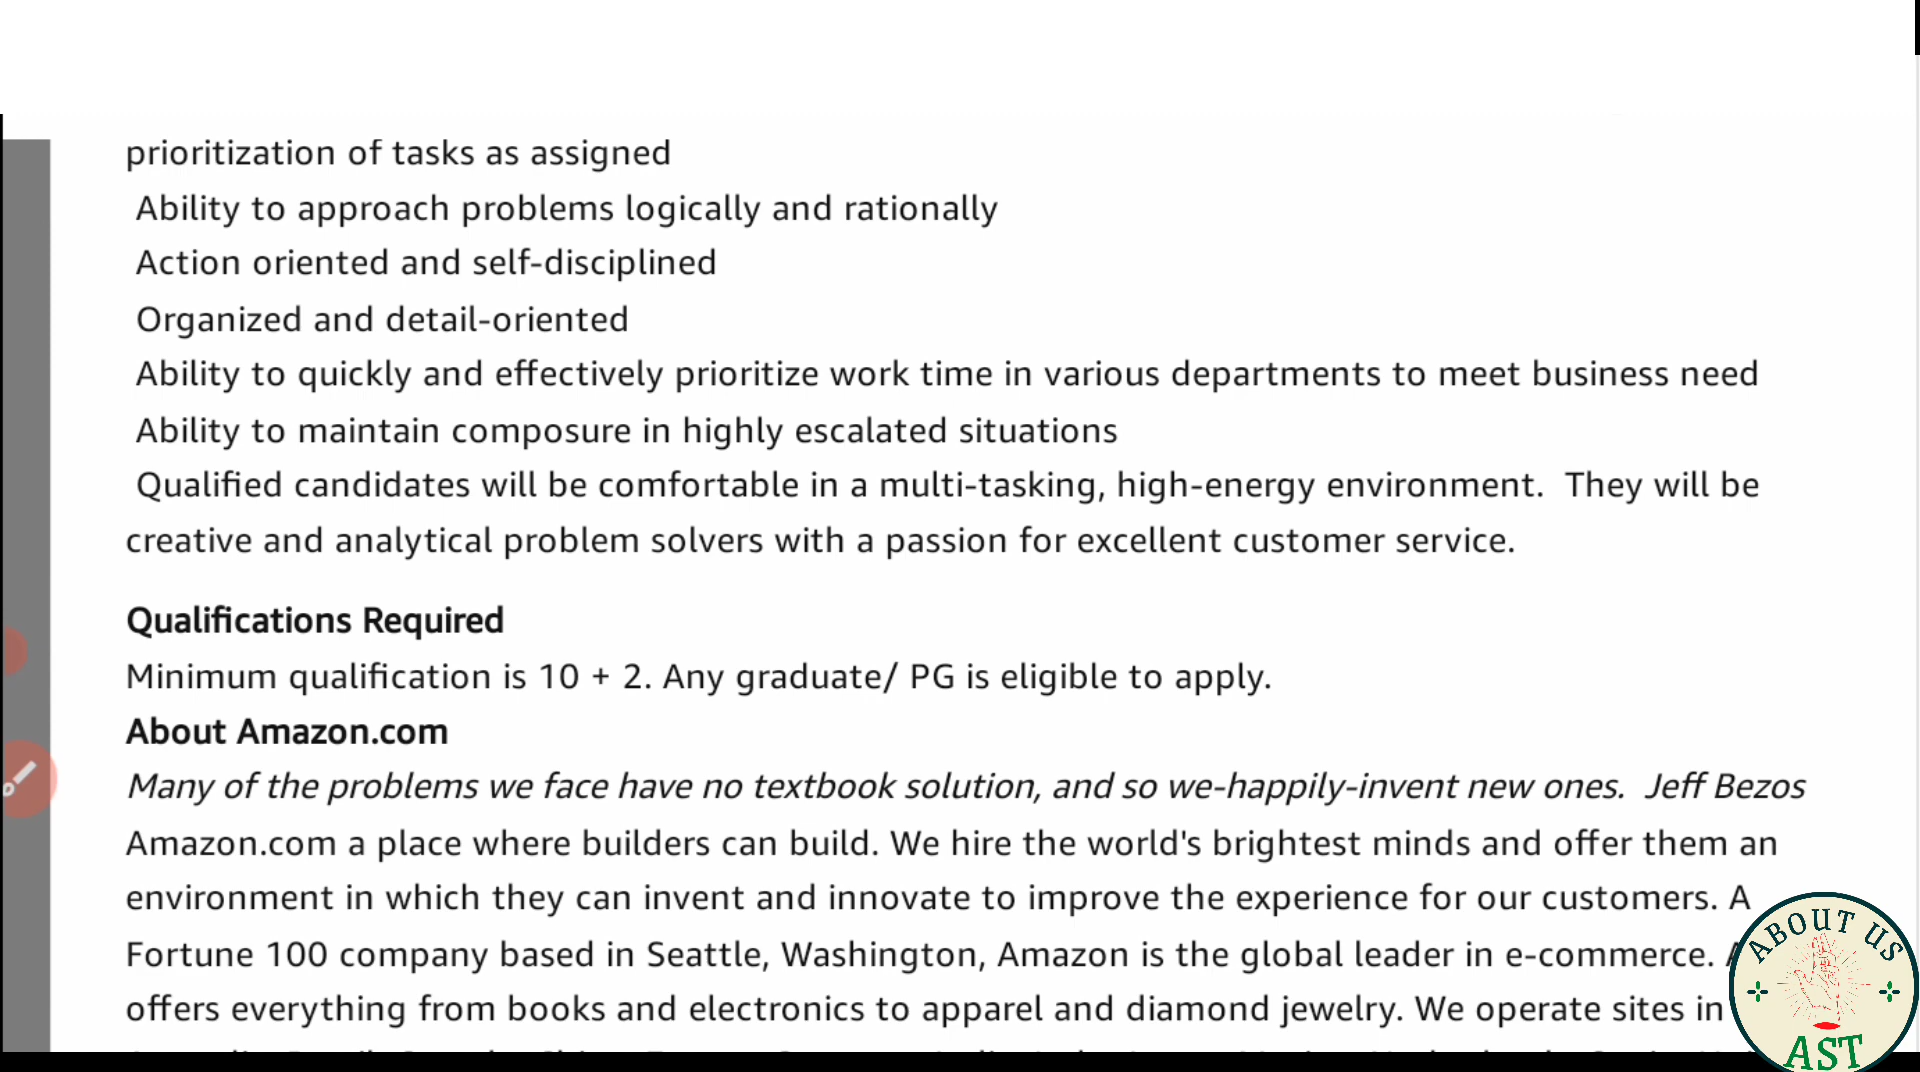 prioritization of tasks as assigned
Ability to approach problems logically and rationally
Action oriented and self-disciplined
Organized and detail-oriented
Ability to quickly and effectively prioritize work time in various departments to meet business need
Ability to maintain composure in highly escalated situations
Qualified candidates will be comfortable in a multi-tasking, high-energy environment.  They will be
creative and analytical problem solvers with a passion for excellent customer service.
Qualifications Required
Minimum qualification is 10 + 2. Any graduate/ PG is eligible to apply.
About Amazon.com
Many of the problems we face have no textbook solution, and so we-happily-invent new ones.  Jeff Bezos
Amazon.com a place where builders can build. We hire the world's brightest minds and offer them an
environment in which they can invent and innovate to improve the experience for our customers. A
Fortune 100 company based in Seattle, Washington, Amazon is the global leader in e-commerce.
offers everything from books and electronics to apparel and diamond jewelry. We operate sites in
ABOUT US
AST